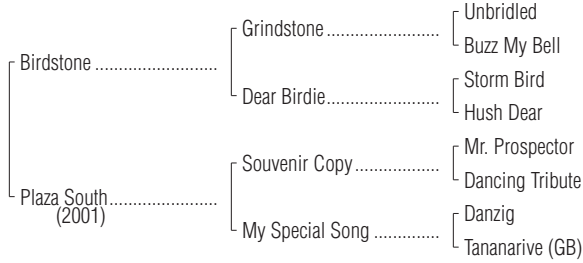 Unbridled
Grindstone ........................
Buzz My Bell
Birdstone ..........................
Storm Bird
Dear Birdie........................
Hush Dear
Mr. Prospector
Souvenir Copy..................
Dancing Tribute
Plaza South.......................
(2001)
Danzig
My Special Song ..............
Tananarive (GB)